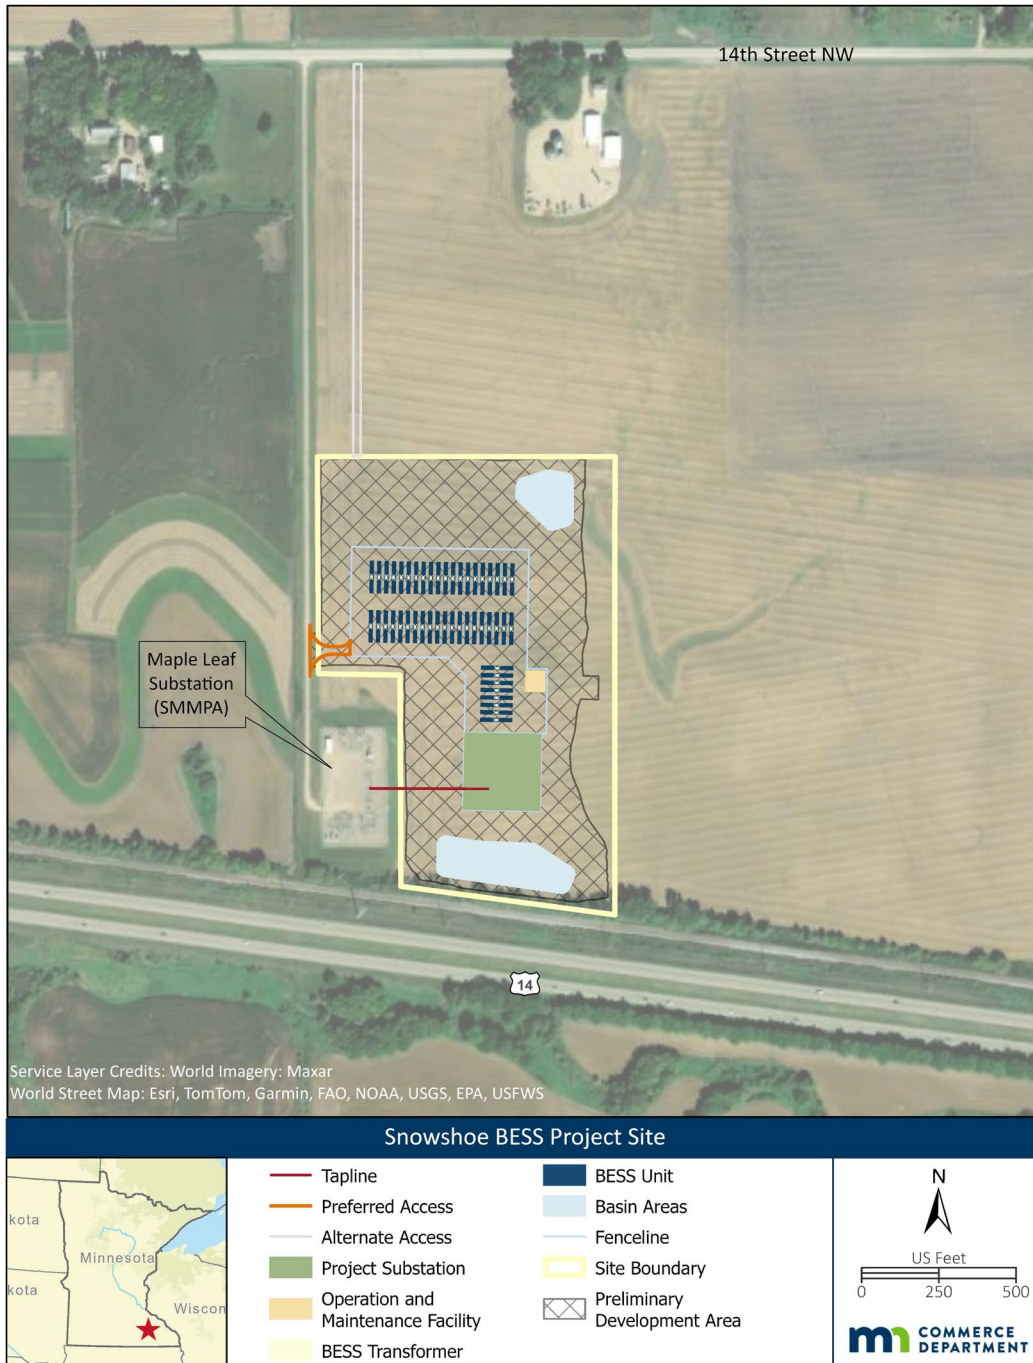 14th Street NW
Maple Leaf
Substation
(SMMPA)
14
Service Layer Credits: World Imagery: Maxar
World Street Map: Esri, TomTom, Garmin, FAO, NOAA, USGS, EPA, USFWS
Snowshoe BESS Project Site
kota
Minnesota
kota
Wiscon
Tapline
Preferred Access
Alternate Access
Project Substation
Operation and
Maintenance Facility
BESS Transformer
BESS Unit
Basin Areas
Fenceline
Site Boundary
Preliminary
Development Area
N
US Feet
0 250 500
mn COMMERCE
DEPARTMENT